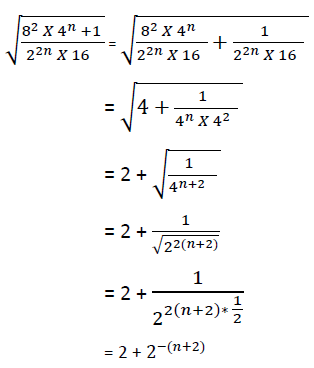 √((8² X 4ⁿ +1)/(2²ⁿ X 16)) = √((8² X 4ⁿ)/(2²ⁿ X 16) + 1/(2²ⁿ X 16))
= √(4 + 1/(4ⁿ X 4²))
= 2 + √(1/4ⁿ⁺²)
= 2 + 1/√(2²⁽ⁿ⁺²⁾)
= 2 + 1/2^(2(n+2)*1/2)
= 2 + 2⁻⁽ⁿ⁺²⁾